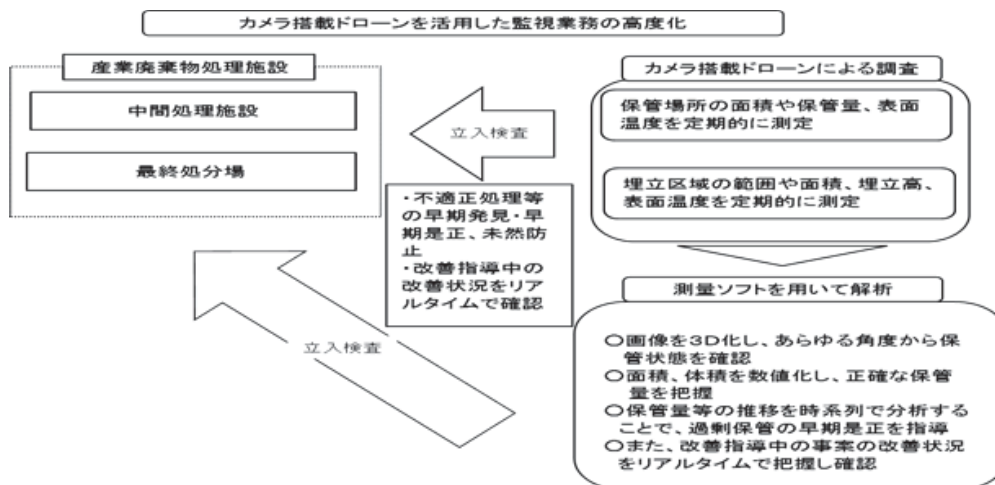 カメラ搭載ドローンを活用した監視業務の高度化
産業廃棄物処理施設
中間処理施設
最終処分場
立入検査
・不適正処理等
の早期発見・早
期是正、未然防
止
・改善指導中の
改善状況をリア
ルタイムで確認
立入検査
カメラ搭載ドローンによる調査
保管場所の面積や保管量、表面
温度を定期的に測定
埋立区域の範囲や面積、埋立高、
表面温度を定期的に測定
測量ソフトを用いて解析
○画像を3D化し、あらゆる角度から保
管状態を確認
○面積、体積を数値化し、正確な保管
量を把握
○保管量等の推移を時系列で分析する
ことで、過剰保管の早期是正を指導
○また、改善指導中の事案の改善状況
をリアルタイムで把握し確認